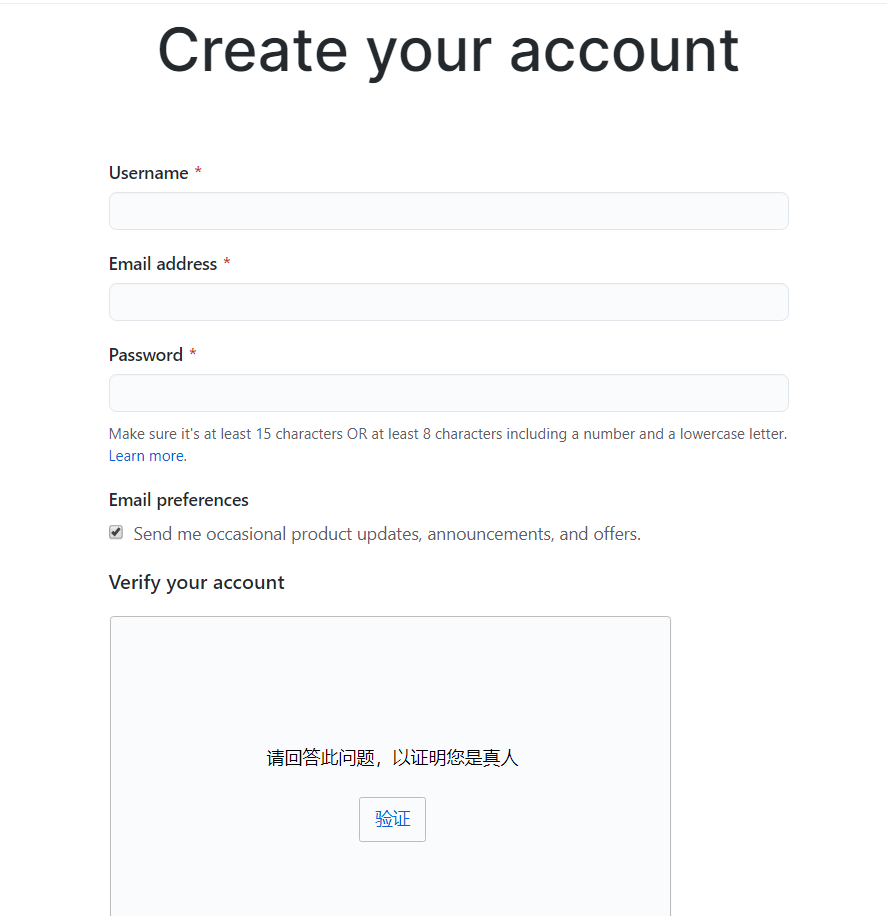 Create your account
Username *
Email address *
Password *
Make sure it's at least 15 characters OR at least 8 characters including a number and a lowercase letter.
Learn more.
Email preferences
Send me occasional product updates, announcements, and offers.
Verify your account
请回答此问题，以证明您是真人
验证